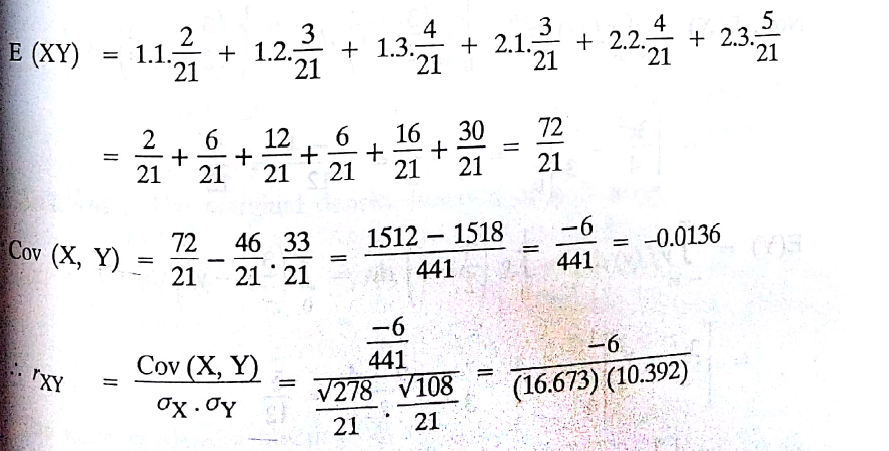 E (XY) = 1.1.2/21 + 1.2.3/21 + 1.3.4/21 + 2.1.3/21 + 2.2.4/21 + 2.3.5/21
= 2/21 + 6/21 + 12/21 + 6/21 + 16/21 + 30/21 = 72/21
Cov (X, Y) = 72/21 − 46/21 . 33/21 = (1512 − 1518)/441 = −6/441 = −0.0136
∴ r_XY = Cov (X, Y)/(σ_X . σ_Y) = (−6/441)/(√278/21 . √108/21) = −6/((16.673) (10.392))